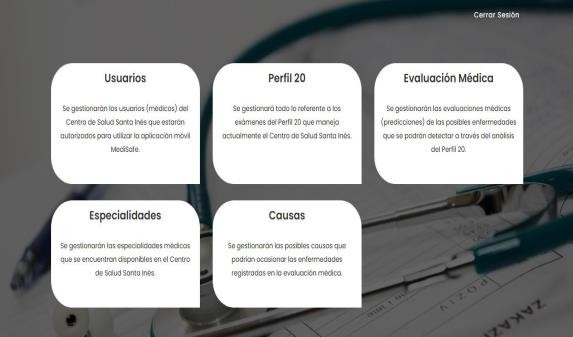 Cerrar Sesión
Usuarios
Se gestionarán los usuarios (médicos) del
Centro de Salud Santa Inés que estarán
autorizados para utilizar la aplicación móvil
MediSafe.
Perfil 20
Se gestionará todo lo referente a los
exámenes del Perfil 20 que maneja
actualmente el Centro de Salud Santa Inés.
Evaluación Médica
Se gestionarán las evaluaciones médicas
(predicciones) de las posibles enfermedades
que se podrán detectar a través del análisis
del Perfil 20.
Especialidades
Se gestionarán las especialidades médicas
que se encuentran disponibles en el Centro
de Salud Santa Inés.
Causas
Se gestionarán las posibles causas que
podrían ocasionar las enfermedades
registradas en la evaluación médica.
POZIV
ZAKAZ